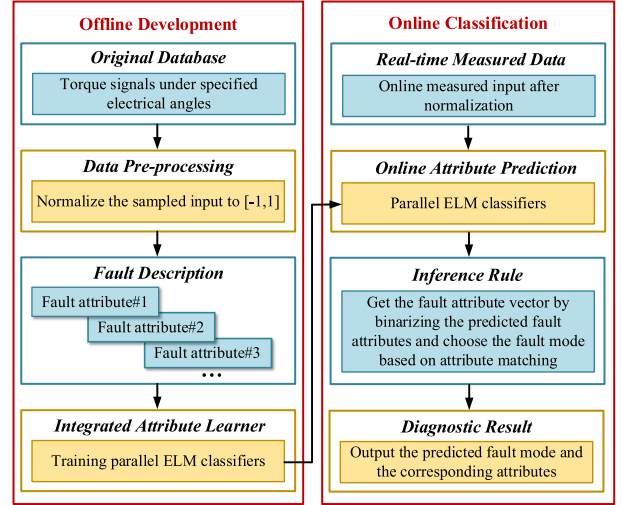 Offline Development
Original Database
Torque signals under specified
electrical angles
Data Pre-processing
Normalize the sampled input to [-1,1]
Fault Description
Fault attribute#1
Fault attribute#2
Fault attribute#3
...
Integrated Attribute Learner
Training parallel ELM classifiers
Online Classification
Real-time Measured Data
Online measured input after
normalization
Online Attribute Prediction
Parallel ELM classifiers
Inference Rule
Get the fault attribute vector by
binarizing the predicted fault
attributes and choose the fault mode
based on attribute matching
Diagnostic Result
Output the predicted fault mode and
the corresponding attributes